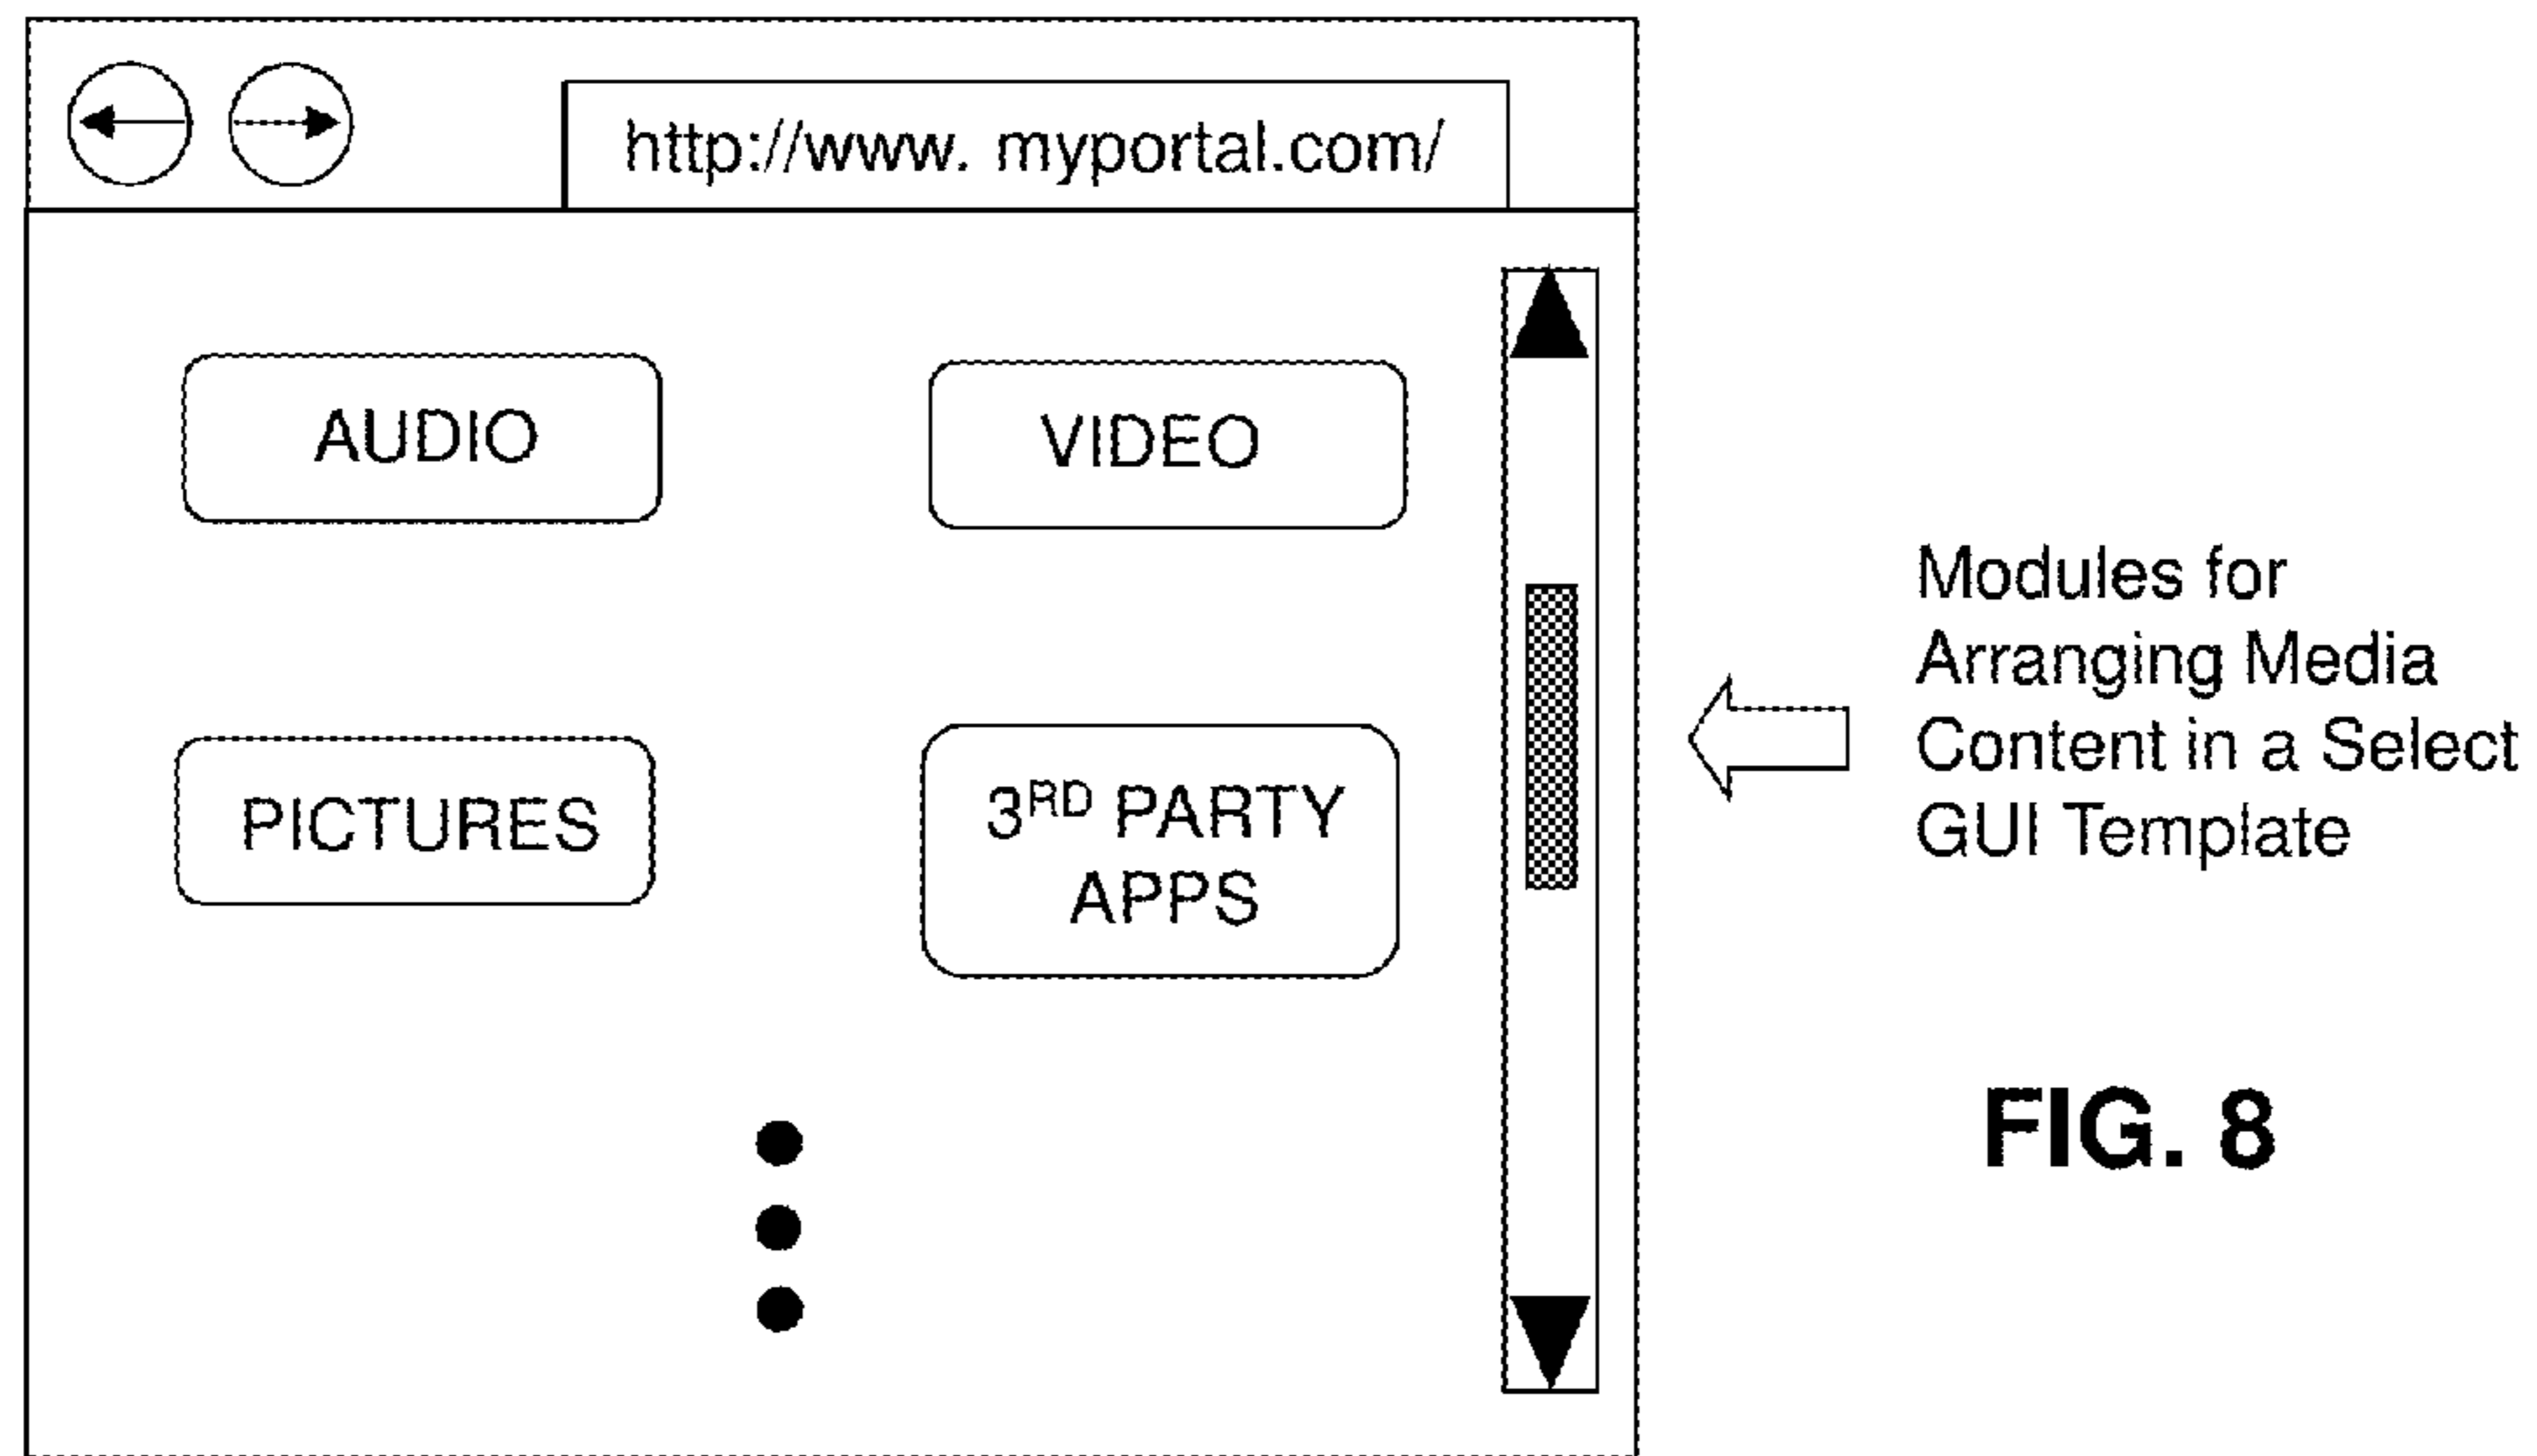 http://www. myportal.com/
AUDIO
VIDEO
PICTURES
3RD PARTY
APPS
Modules for
Arranging Media
Content in a Select
GUI Template
FIG. 8